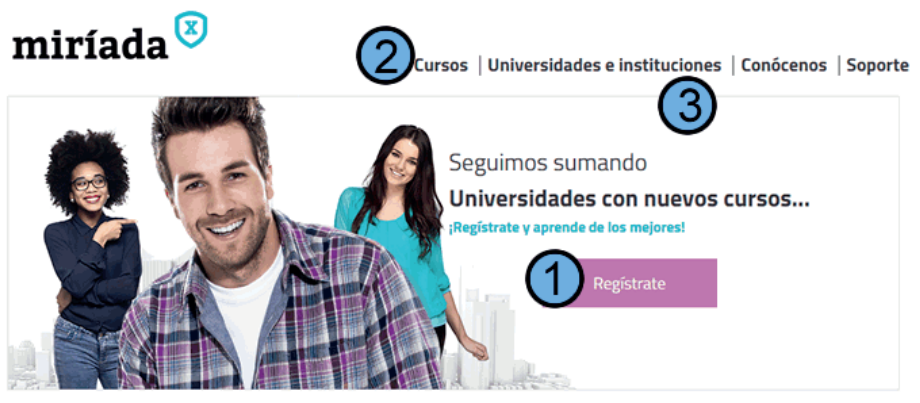 miríada x
2 Cursos | Universidades e instituciones | Conócenos | Soporte
3
Seguimos sumando
Universidades con nuevos cursos...
¡Regístrate y aprende de los mejores!
1 Regístrate